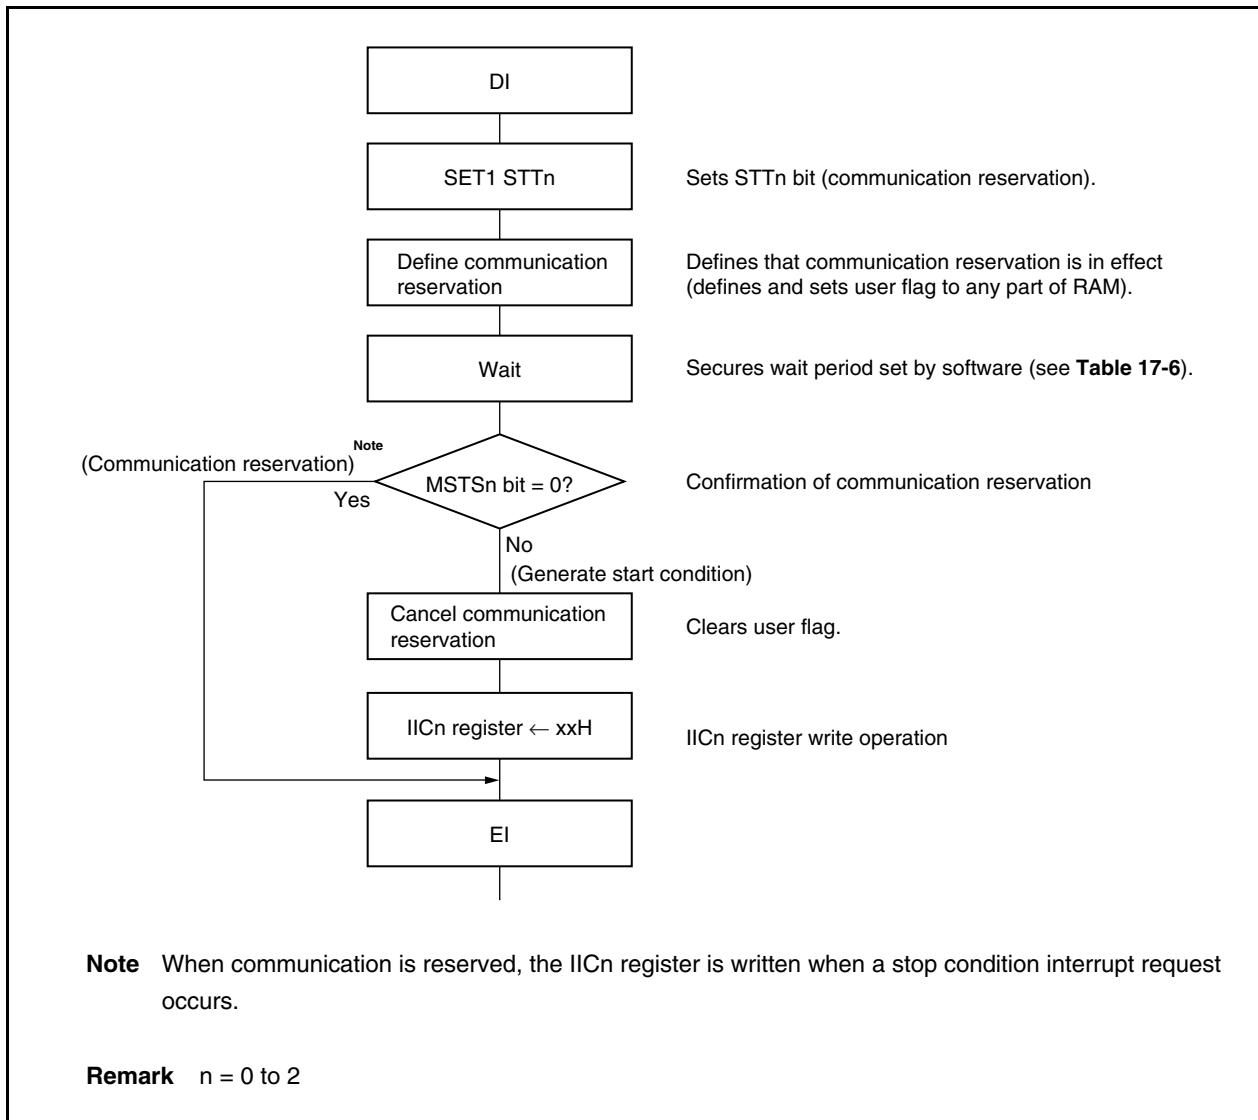 DI
SET1 STTn
Sets STTn bit (communication reservation).
Define communication
reservation
Defines that communication reservation is in effect
(defines and sets user flag to any part of RAM).
Wait
Secures wait period set by software (see Table 17-6).
(Communication reservation) Note
Yes
MSTSn bit = 0?
Confirmation of communication reservation
No
(Generate start condition)
Cancel communication
reservation
Clears user flag.
IICn register ← xxH
IICn register write operation
EI
Note When communication is reserved, the IICn register is written when a stop condition interrupt request
occurs.
Remark n = 0 to 2